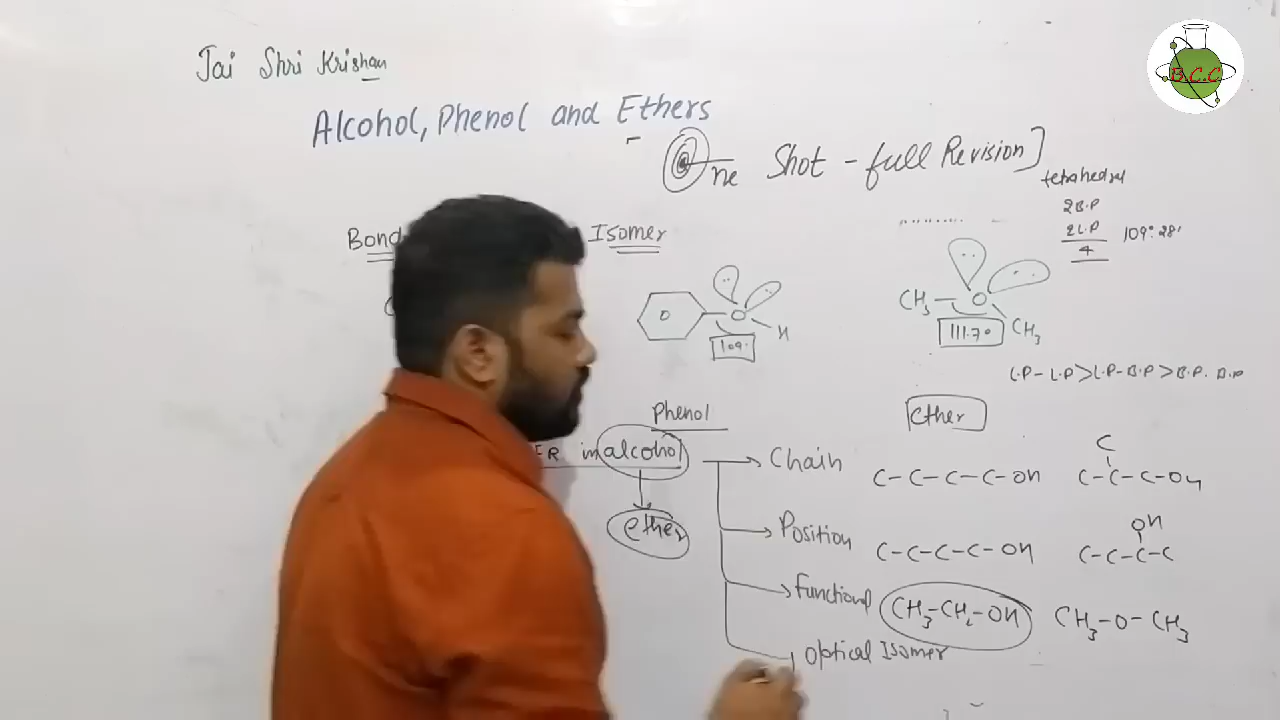 Jai Shri Krishan
B.C.C
Alcohol, Phenol and Ethers
One Shot - full Revision]
tetrahedral
2B.P
2L.P
4
109°.28'
Bond
Isomer
O
H
109°
CH3-O
CH3
111.7°
L.P-L.P>L.P-B.P>B.P. B.P
Phenol
Ether
ER in alcohol
ether
Chain
C-C-C-C-C-OH
C
C-C-C-C-OH
Position
C-C-C-C-OH
OH
C-C-C-C
Functional
CH3-CH2-OH
CH3-O-CH3
Optical Isomer